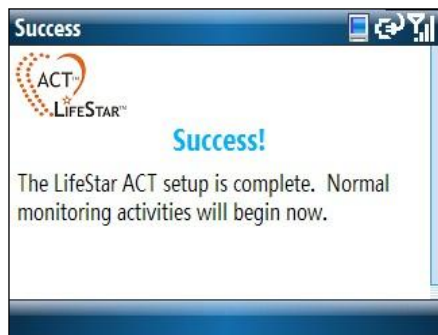 Success
ACT™
LIFESTAR™
Success!
The LifeStar ACT setup is complete. Normal
monitoring activities will begin now.